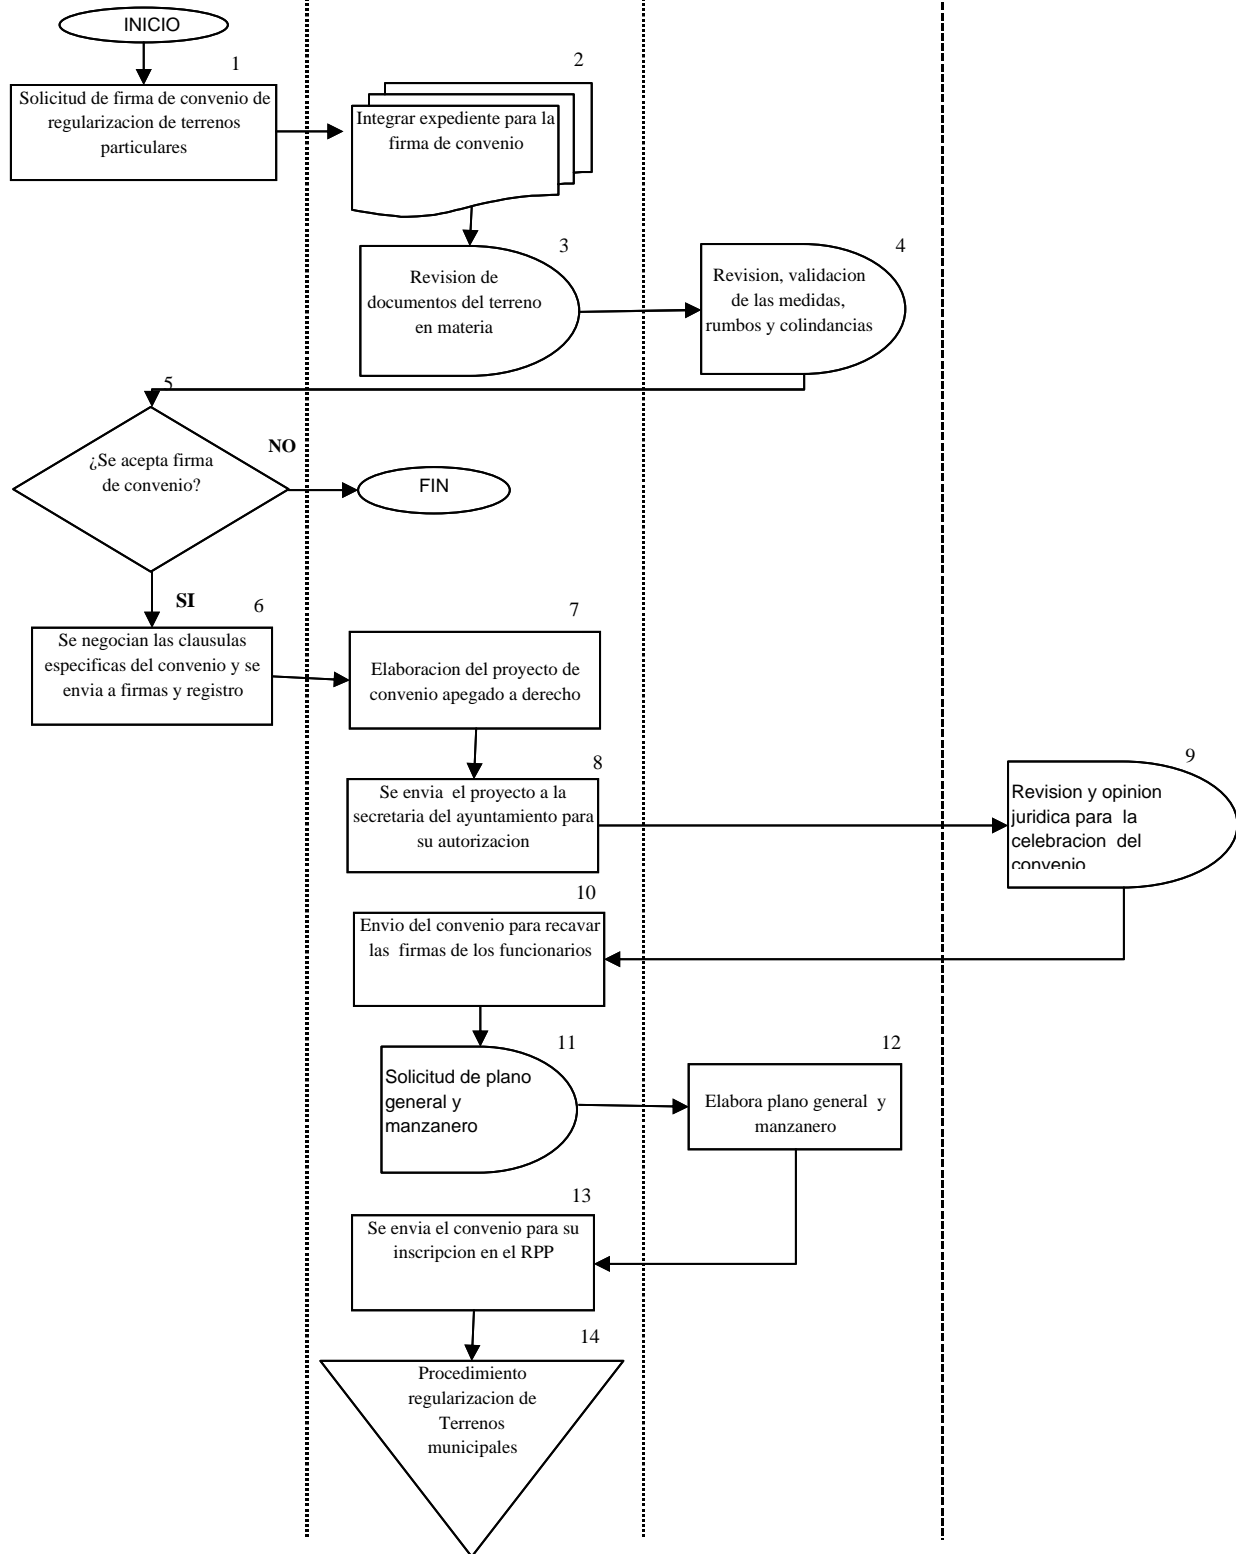 INICIO
1
Solicitud de firma de convenio de
regularizacion de terrenos
particulares
2
Integrar expediente para la
firma de convenio
3
Revision de
documentos del terreno
en materia
4
Revision, validacion
de las medidas,
rumbos y colindancias
5
¿Se acepta firma
de convenio?
NO
FIN
SI
6
Se negocian las clausulas
especificas del convenio y se
envia a firmas y registro
7
Elaboracion del proyecto de
convenio apegado a derecho
8
Se envia el proyecto a la
secretaria del ayuntamiento para
su autorizacion
9
Revision y opinion
juridica para la
celebracion del
convenio
10
Envio del convenio para recavar
las firmas de los funcionarios
11
Solicitud de plano
general y
manzanero
12
Elabora plano general y
manzanero
13
Se envia el convenio para su
inscripcion en el RPP
14
Procedimiento
regularizacion de
Terrenos
municipales